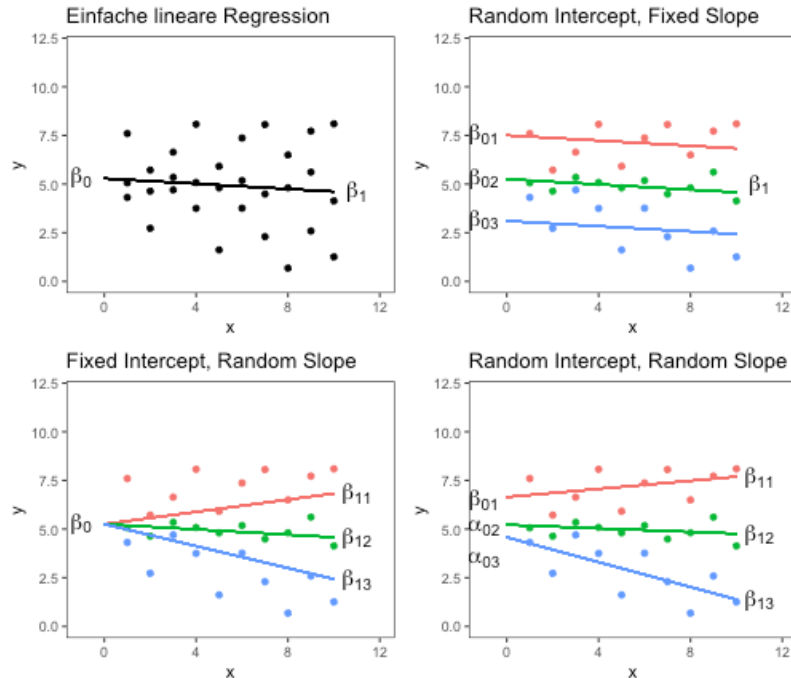 Einfache lineare Regression
12.5
10.0
7.5
5.0
2.5
0.0
y
β0
β1
0
4
8
12
x
Random Intercept, Fixed Slope
12.5
10.0
7.5
5.0
2.5
0.0
y
β01
β02
β03
β1
0
4
8
12
x
Fixed Intercept, Random Slope
12.5
10.0
7.5
5.0
2.5
0.0
y
β0
β11
β12
β13
0
4
8
12
x
Random Intercept, Random Slope
12.5
10.0
7.5
5.0
2.5
0.0
y
β01
α02
α03
β11
β12
β13
0
4
8
12
x